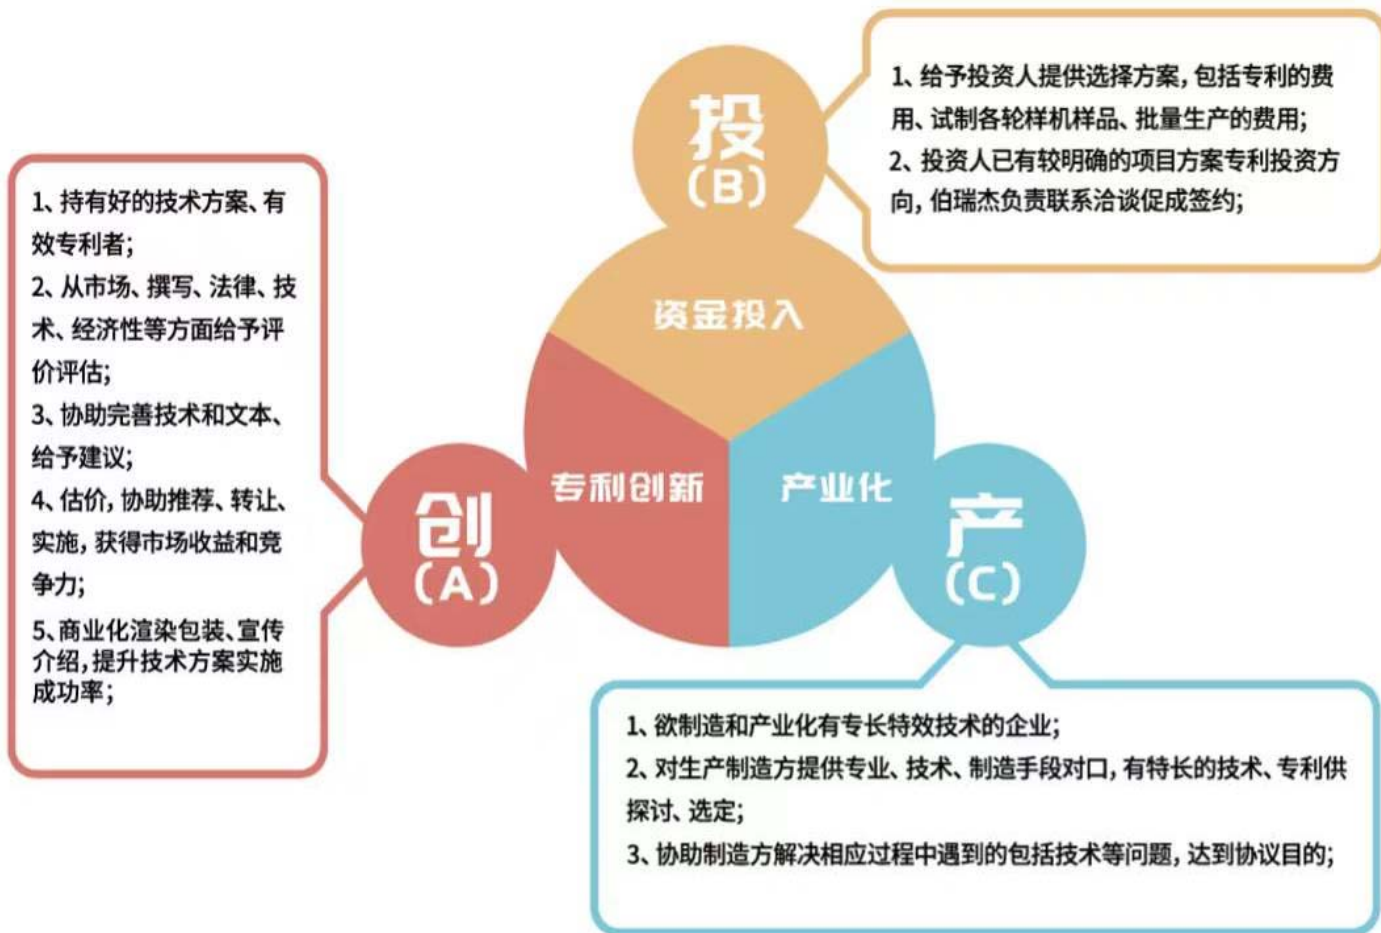 投
(B)
1、给予投资人提供选择方案,包括专利的费
用、试制各轮样机样品、批量生产的费用;
2、投资人已有较明确的项目方案专利投资方
向,伯瑞杰负责联系洽谈促成签约;
1、持有好的技术方案、有
效专利者;
2、从市场、撰写、法律、技
术、经济性等方面给予评
价评估;
3、协助完善技术和文本、
给予建议;
4、估价,协助推荐、转让、
实施,获得市场收益和竞
争力;
5、商业化渲染包装、宣传
介绍,提升技术方案实施
成功率;
资金投入
专利创新
产业化
创
(A)
产
(C)
1、欲制造和产业化有专长特效技术的企业;
2、对生产制造方提供专业、技术、制造手段对口,有特长的技术、专利供
探讨、选定;
3、协助制造方解决相应过程中遇到的包括技术等问题,达到协议目的;